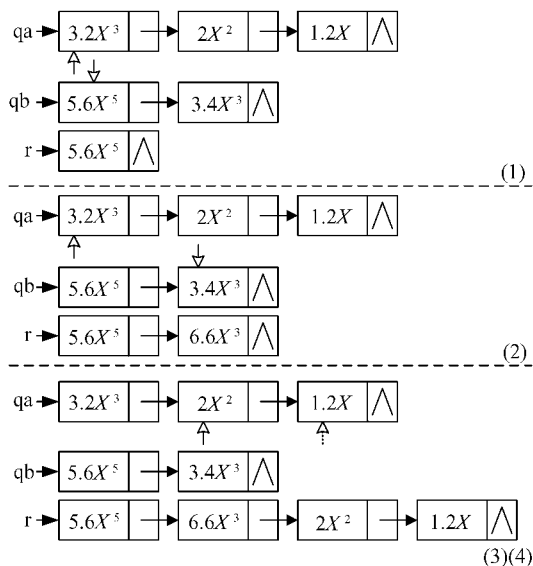 qa 3.2X³ 2X² 1.2X ⋀
qb 5.6X⁵ 3.4X³ ⋀
r 5.6X⁵ ⋀
(1)
qa 3.2X³ 2X² 1.2X ⋀
qb 5.6X⁵ 3.4X³ ⋀
r 5.6X⁵ 6.6X³ ⋀
(2)
qa 3.2X³ 2X² 1.2X ⋀
qb 5.6X⁵ 3.4X³ ⋀
r 5.6X⁵ 6.6X³ 2X² 1.2X ⋀
(3)(4)